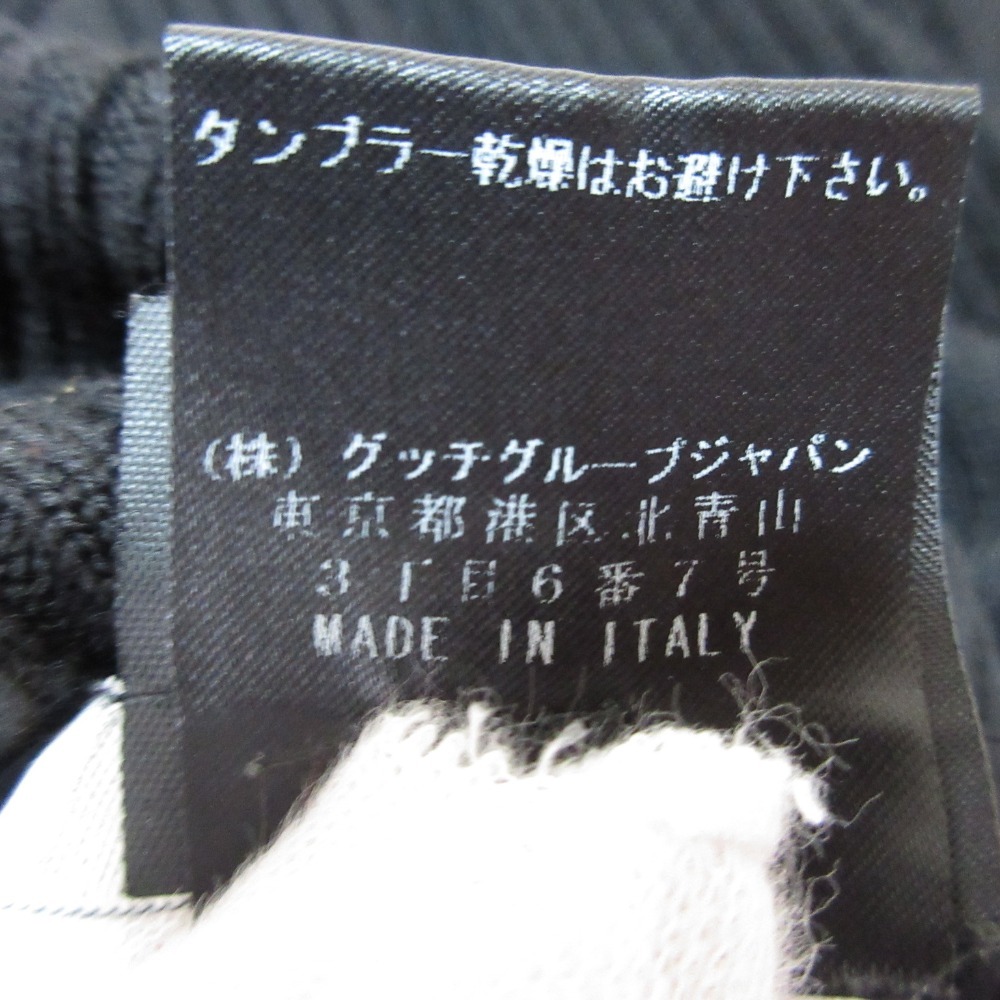 タンブラー乾燥はお避け下さい。
(株) グッチグループジャパン
東京都港区北青山
3丁目6番7号
MADE IN ITALY